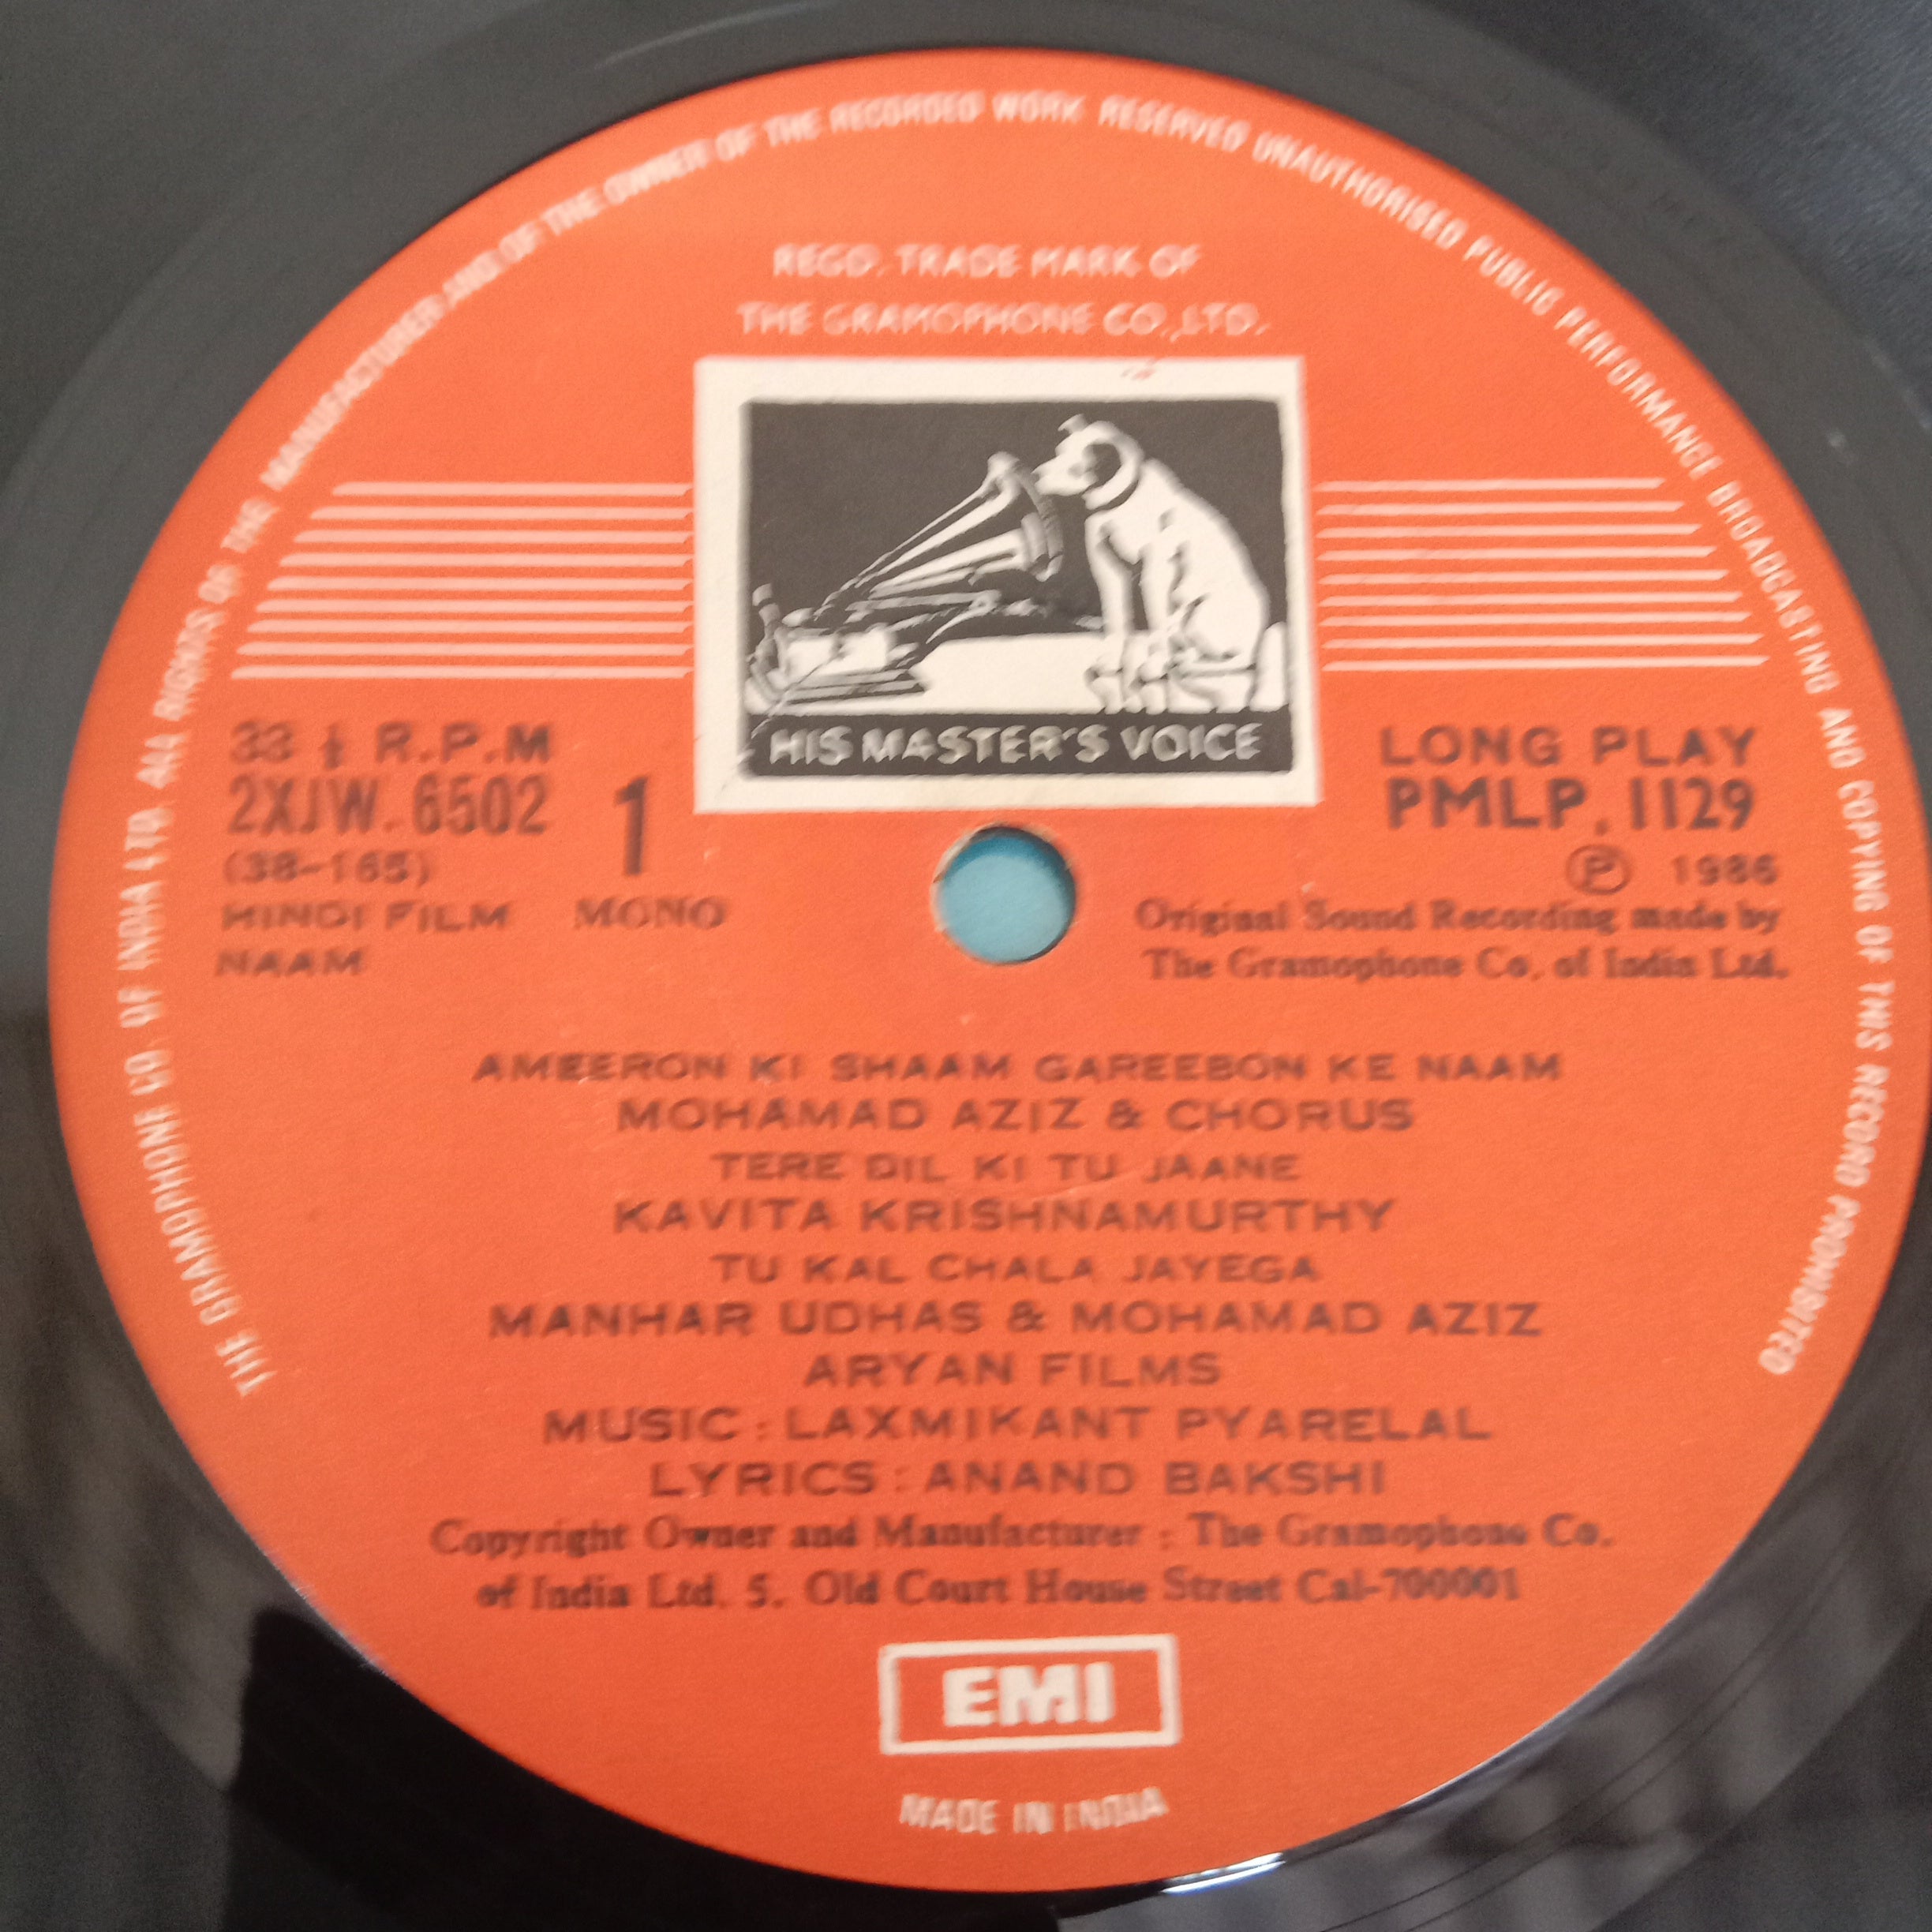 THE GRAMOPHONE CO. OF INDIA LTD. ALL RIGHTS OF THE MANUFACTURER AND OF THE OWNER OF THE RECORDED WORK RESERVED UNAUTHORISED PUBLIC PERFORMANCE BROADCASTING AND COPYING OF THIS RECORD PROHIBITED
REGD. TRADE MARK OF
THE GRAMOPHONE CO., LTD.
HIS MASTER'S VOICE
33 ⅓ R.P.M
2XJW.6502
(38-165)
HINDI FILM
NAAM
1
MONO
LONG PLAY
PMLP.1129
Ⓟ 1986
Original Sound Recording made by
The Gramophone Co. of India Ltd.
AMEERON KI SHAAM GAREEBON KE NAAM
MOHAMAD AZIZ & CHORUS
TERE DIL KI TU JAANE
KAVITA KRISHNAMURTHY
TU KAL CHALA JAYEGA
MANHAR UDHAS & MOHAMAD AZIZ
ARYAN FILMS
MUSIC : LAXMIKANT PYARELAL
LYRICS : ANAND BAKSHI
Copyright Owner and Manufacturer : The Gramophone Co.
of India Ltd. 5, Old Court House Street Cal-700001
EMI
MADE IN INDIA